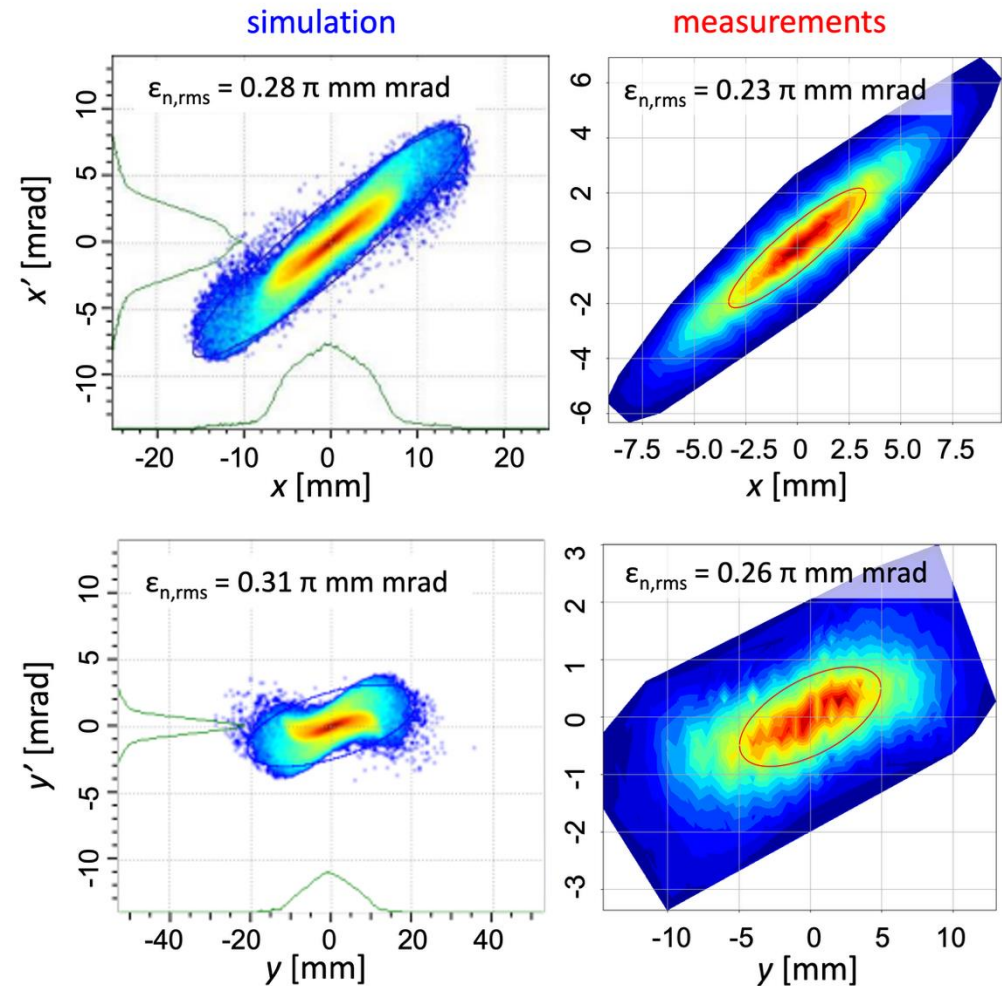 simulation
measurements
εn,rms = 0.28 π mm mrad
x′ [mrad]
10
5
0
-5
-10
-20 -10 0 10 20
x [mm]
εn,rms = 0.23 π mm mrad
6
4
2
0
-2
-4
-6
-7.5 -5.0 -2.5 0 2.5 5.0 7.5
x [mm]
εn,rms = 0.31 π mm mrad
y′ [mrad]
10
5
0
-5
-10
-40 -20 0 20 40
y [mm]
εn,rms = 0.26 π mm mrad
3
2
1
0
-1
-2
-3
-10 -5 0 5 10
y [mm]